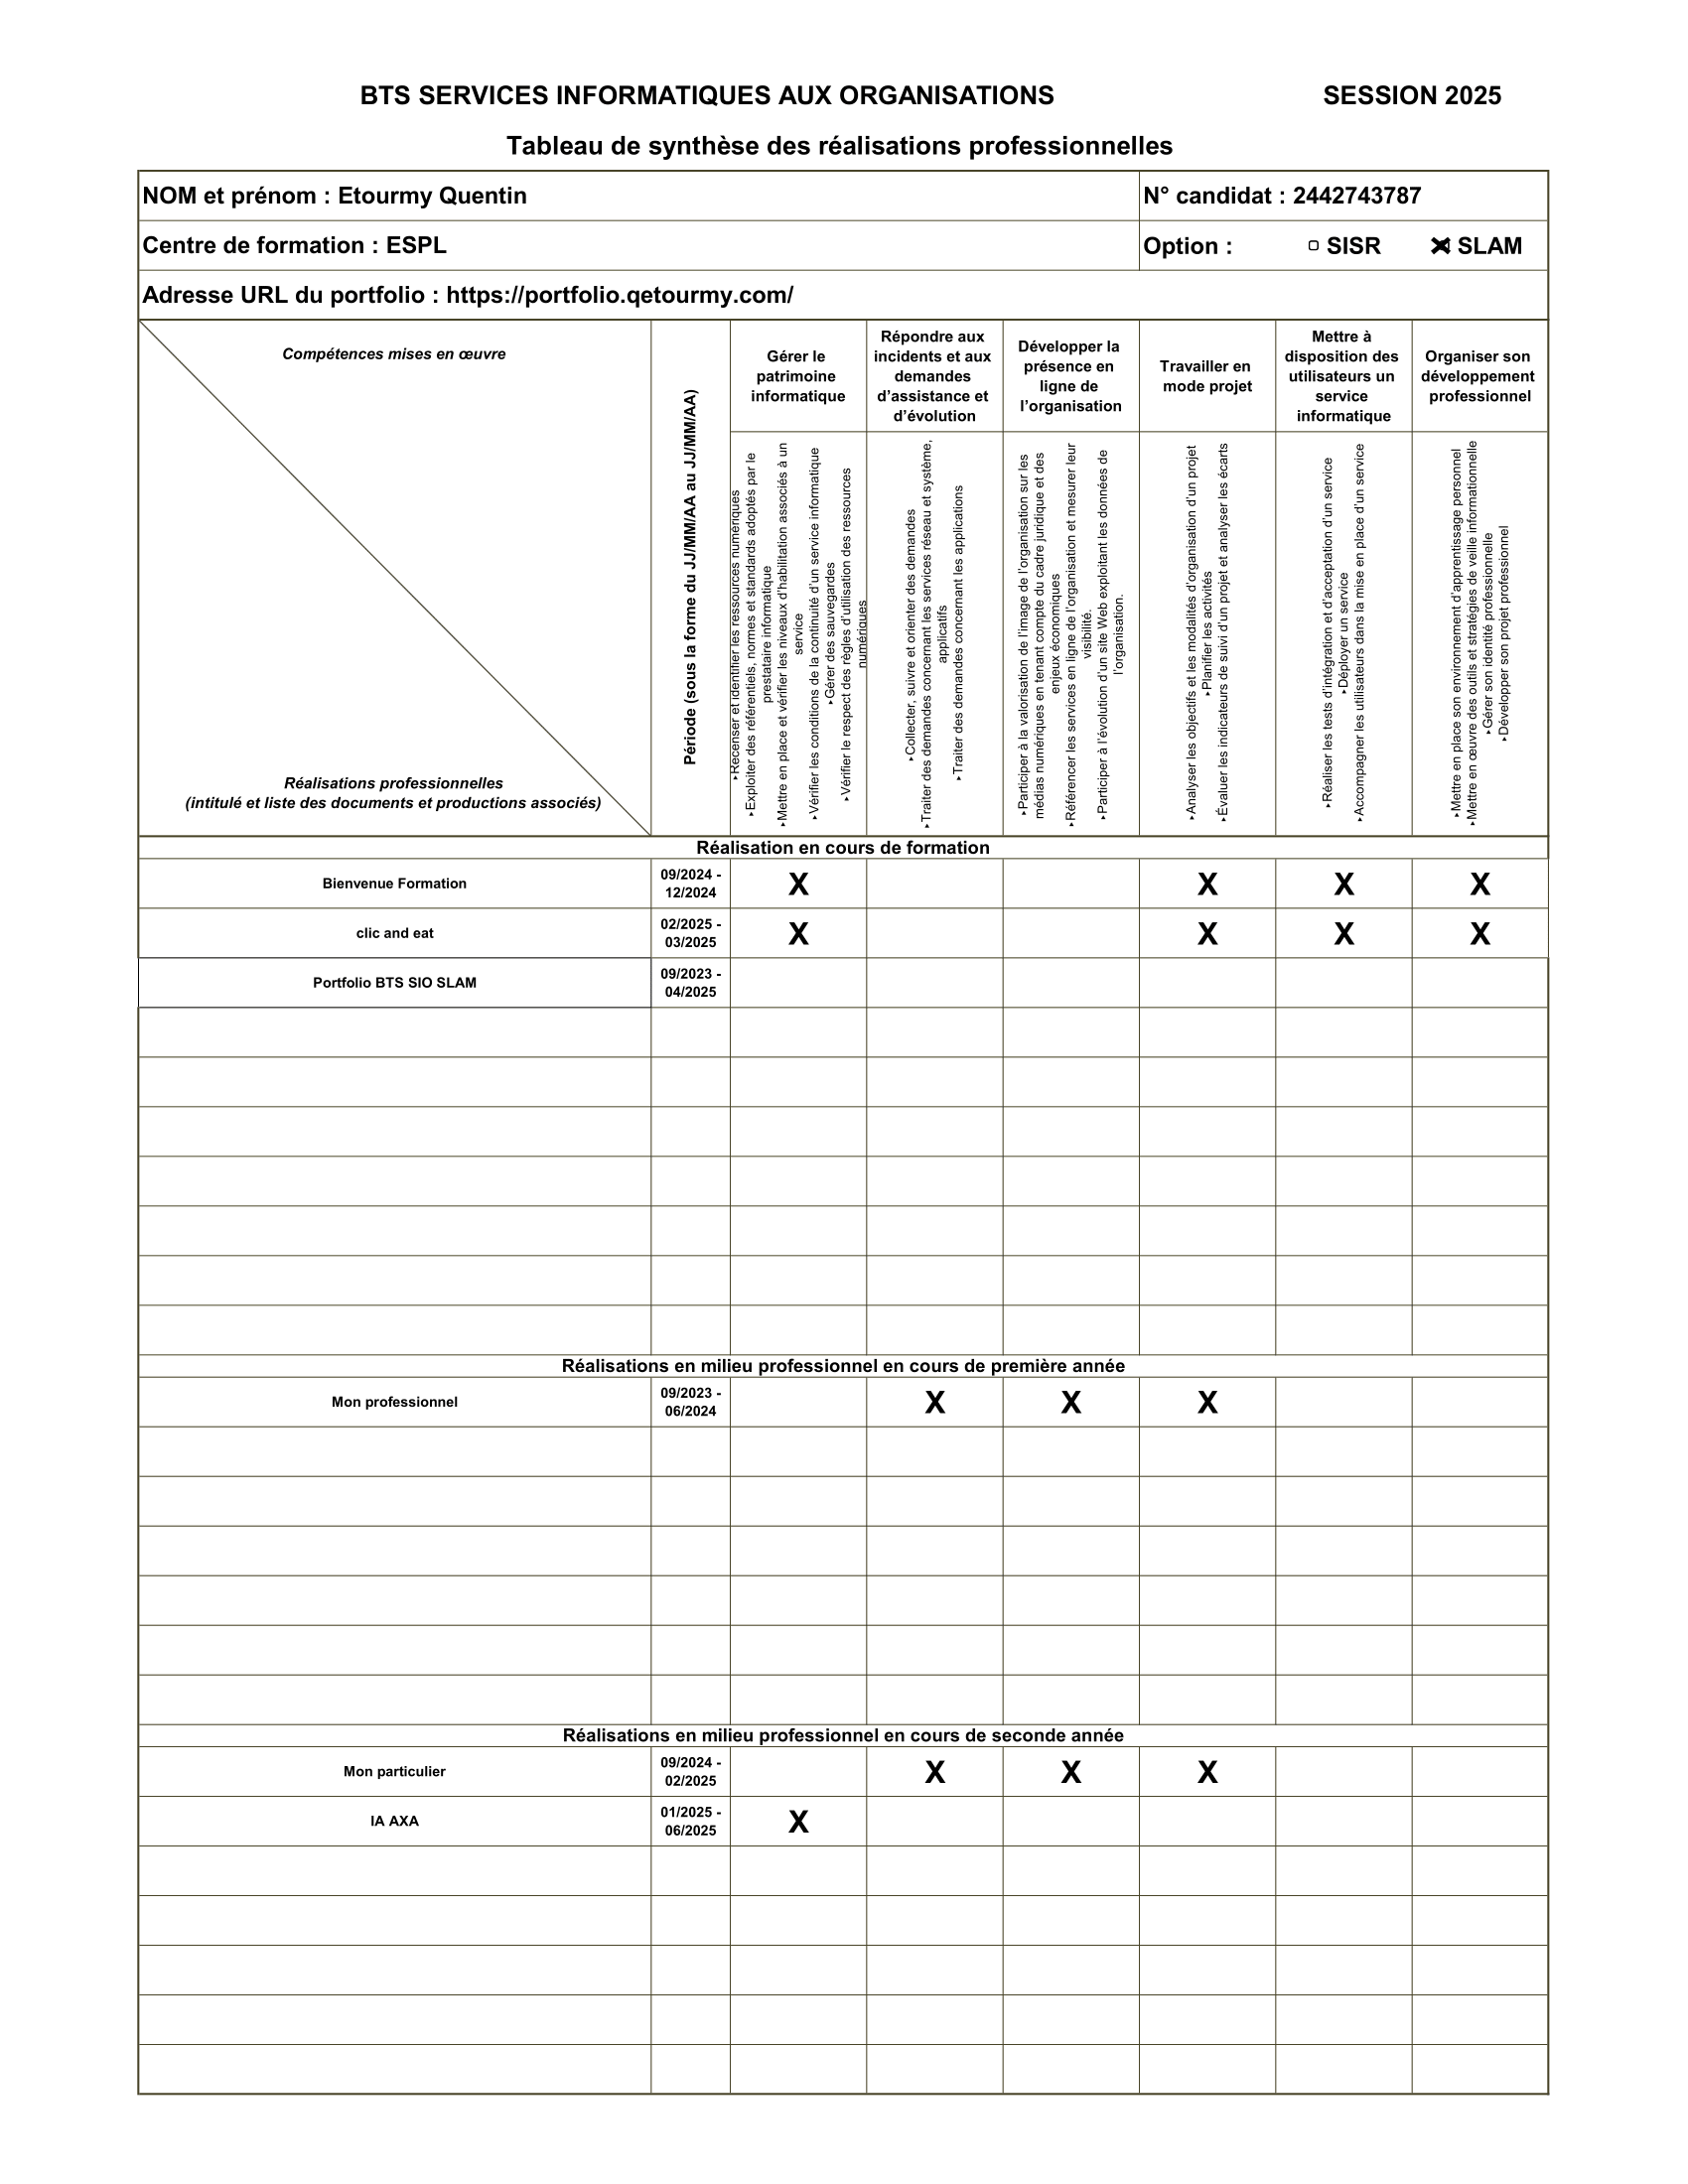 BTS SERVICES INFORMATIQUES AUX ORGANISATIONS SESSION 2025
Tableau de synthèse des réalisations professionnelles
NOM et prénom : Etourmy Quentin N° candidat : 2442743787
Centre de formation : ESPL Option : SISR SLAM
Adresse URL du portfolio : https://portfolio.qetourmy.com/
Compétences mises en œuvre
Réalisations professionnelles
(intitulé et liste des documents et productions associés)
Période (sous la forme du JJ/MM/AA au JJ/MM/AA)
Gérer le
patrimoine
informatique
Répondre aux
incidents et aux
demandes
d’assistance et
d’évolution
Développer la
présence en
ligne de
l’organisation
Travailler en
mode projet
Mettre à
disposition des
utilisateurs un
service
informatique
Organiser son
développement
professionnel
‣Recenser et identifier les ressources numériques
‣Exploiter des référentiels, normes et standards adoptés par le
prestataire informatique
‣Mettre en place et vérifier les niveaux d’habilitation associés à un
service
‣Vérifier les conditions de la continuité d’un service informatique
‣Gérer des sauvegardes
‣Vérifier le respect des règles d’utilisation des ressources
numériques
‣Collecter, suivre et orienter des demandes
‣Traiter des demandes concernant les services réseau et système,
applicatifs
‣Traiter des demandes concernant les applications
‣Participer à la valorisation de l’image de l’organisation sur les
médias numériques en tenant compte du cadre juridique et des
enjeux économiques
‣Référencer les services en ligne de l’organisation et mesurer leur
visibilité.
‣Participer à l’évolution d’un site Web exploitant les données de
l’organisation.
‣Analyser les objectifs et les modalités d’organisation d’un projet
‣Planifier les activités
‣Évaluer les indicateurs de suivi d’un projet et analyser les écarts
‣Réaliser les tests d’intégration et d’acceptation d’un service
‣Déployer un service
‣Accompagner les utilisateurs dans la mise en place d’un service
‣Mettre en place son environnement d’apprentissage personnel
‣Mettre en œuvre des outils et stratégies de veille informationnelle
‣Gérer son identité professionnelle
‣Développer son projet professionnel
Réalisation en cours de formation
Bienvenue Formation 09/2024 - 12/2024 X X X X
clic and eat 02/2025 - 03/2025 X X X X
Portfolio BTS SIO SLAM 09/2023 - 04/2025
Réalisations en milieu professionnel en cours de première année
Mon professionnel 09/2023 - 06/2024 X X X
Réalisations en milieu professionnel en cours de seconde année
Mon particulier 09/2024 - 02/2025 X X X
IA AXA 01/2025 - 06/2025 X